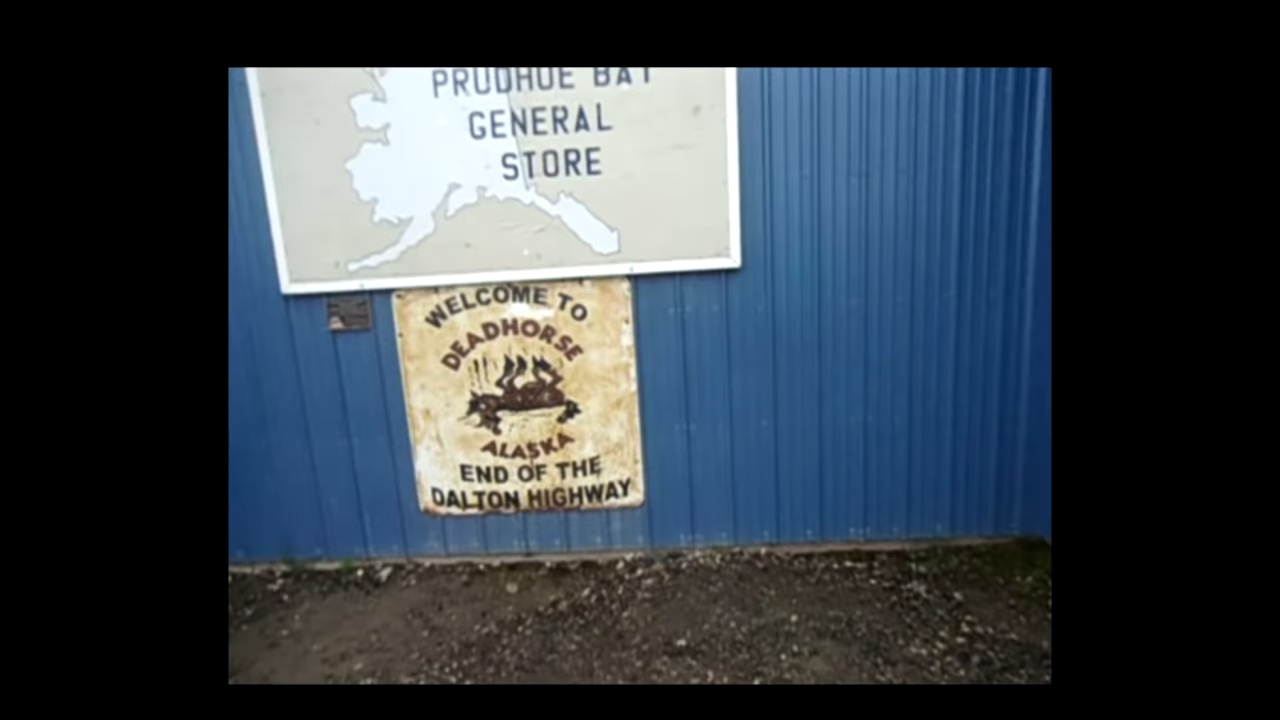 PRUDHOE BAY
GENERAL
STORE
WELCOME TO
DEADHORSE
ALASKA
END OF THE
DALTON HIGHWAY